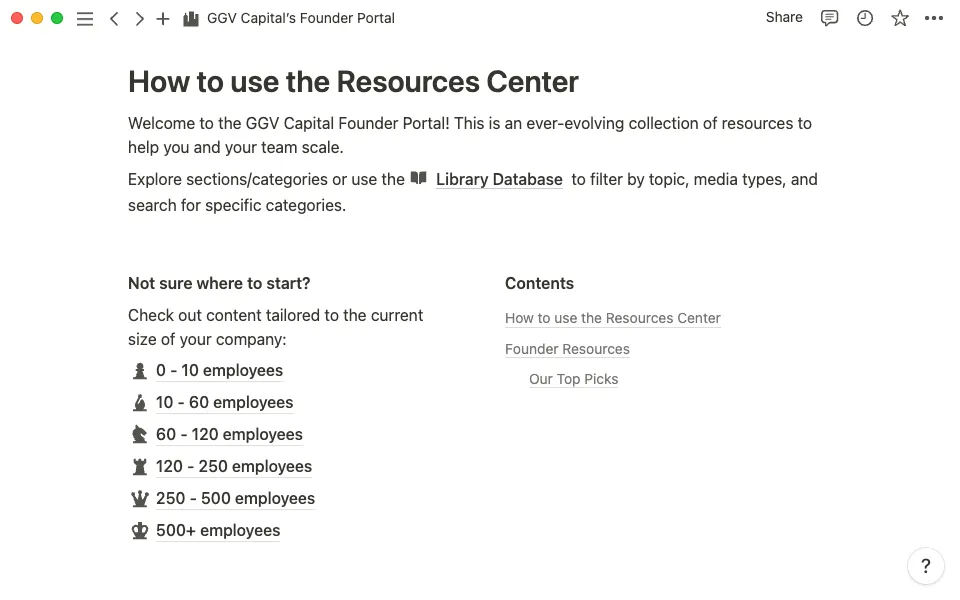 GGV Capital’s Founder Portal
Share
How to use the Resources Center
Welcome to the GGV Capital Founder Portal! This is an ever-evolving collection of resources to
help you and your team scale.
Explore sections/categories or use the Library Database to filter by topic, media types, and
search for specific categories.
Not sure where to start?
Check out content tailored to the current
size of your company:
0 - 10 employees
10 - 60 employees
60 - 120 employees
120 - 250 employees
250 - 500 employees
500+ employees
Contents
How to use the Resources Center
Founder Resources
Our Top Picks
?